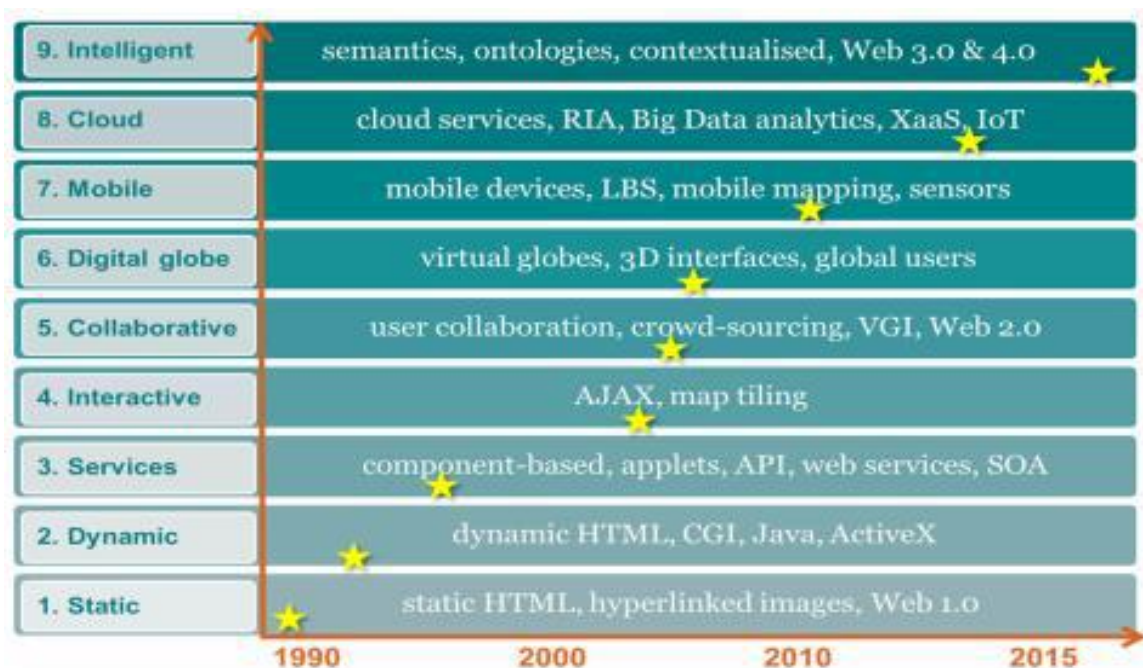 9. Intelligent
semantics, ontologies, contextualised, Web 3.0 & 4.0
8. Cloud
cloud services, RIA, Big Data analytics, XaaS, IoT
7. Mobile
mobile devices, LBS, mobile mapping, sensors
6. Digital globe
virtual globes, 3D interfaces, global users
5. Collaborative
user collaboration, crowd-sourcing, VGI, Web 2.0
4. Interactive
AJAX, map tiling
3. Services
component-based, applets, API, web services, SOA
2. Dynamic
dynamic HTML, CGI, Java, ActiveX
1. Static
static HTML, hyperlinked images, Web 1.0
1990 2000 2010 2015